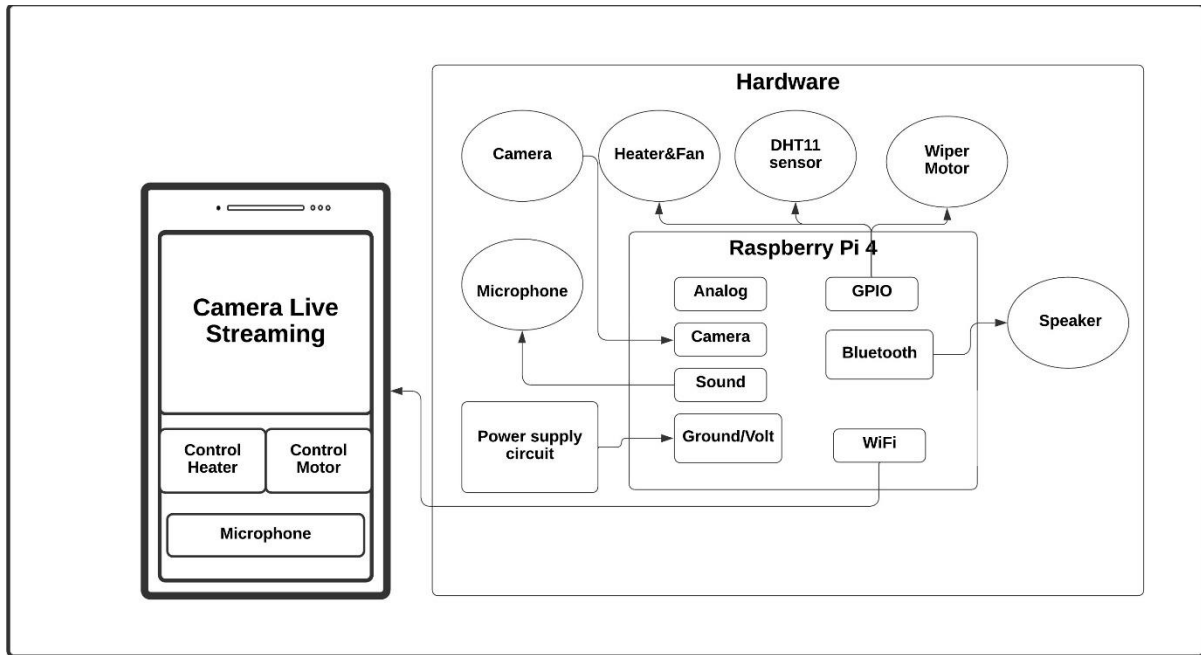 Hardware
Camera
Heater&Fan
DHT11
sensor
Wiper
Motor
Raspberry Pi 4
Microphone
Analog
GPIO
Camera
Bluetooth
Speaker
Sound
Power supply
circuit
Ground/Volt
WiFi
Camera Live
Streaming
Control
Heater
Control
Motor
Microphone